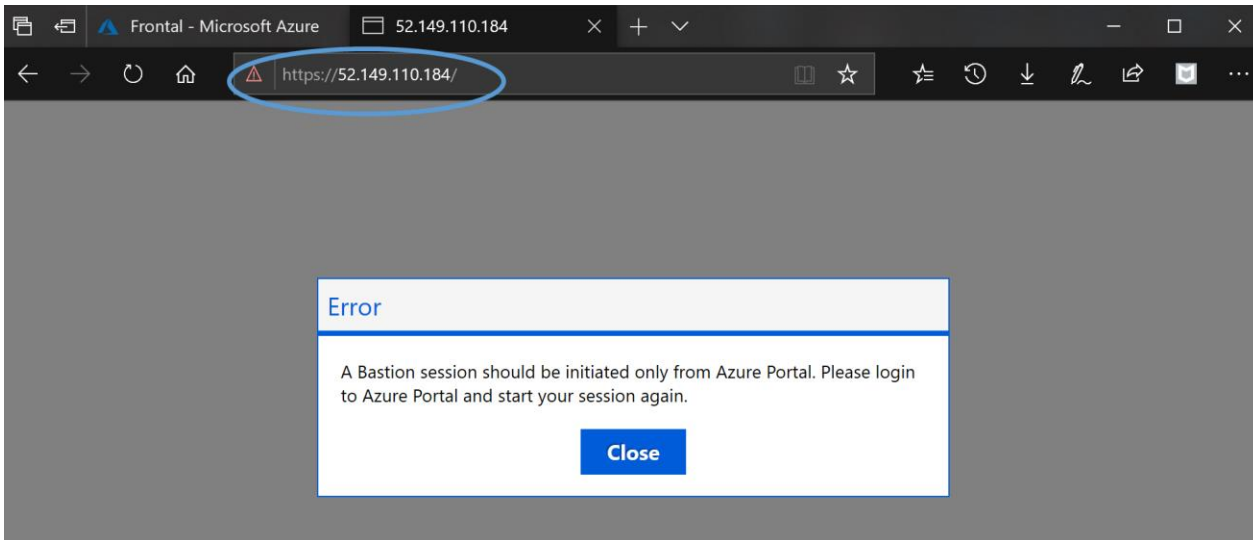 Frontal - Microsoft Azure
52.149.110.184
https://52.149.110.184/
Error
A Bastion session should be initiated only from Azure Portal. Please login
to Azure Portal and start your session again.
Close